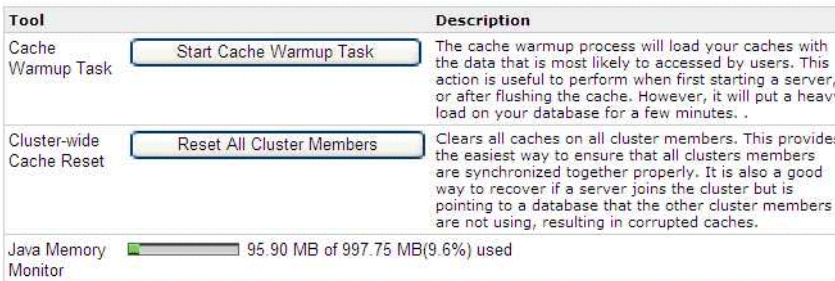 Tool
Description
Cache
Warmup Task
Start Cache Warmup Task
The cache warmup process will load your caches with
the data that is most likely to accessed by users. This
action is useful to perform when first starting a server,
or after flushing the cache. However, it will put a heavy
load on your database for a few minutes. .
Cluster-wide
Cache Reset
Reset All Cluster Members
Clears all caches on all cluster members. This provides
the easiest way to ensure that all clusters members
are synchronized together properly. It is also a good
way to recover if a server joins the cluster but is
pointing to a database that the other cluster members
are not using, resulting in corrupted caches.
Java Memory
Monitor
95.90 MB of 997.75 MB(9.6%) used